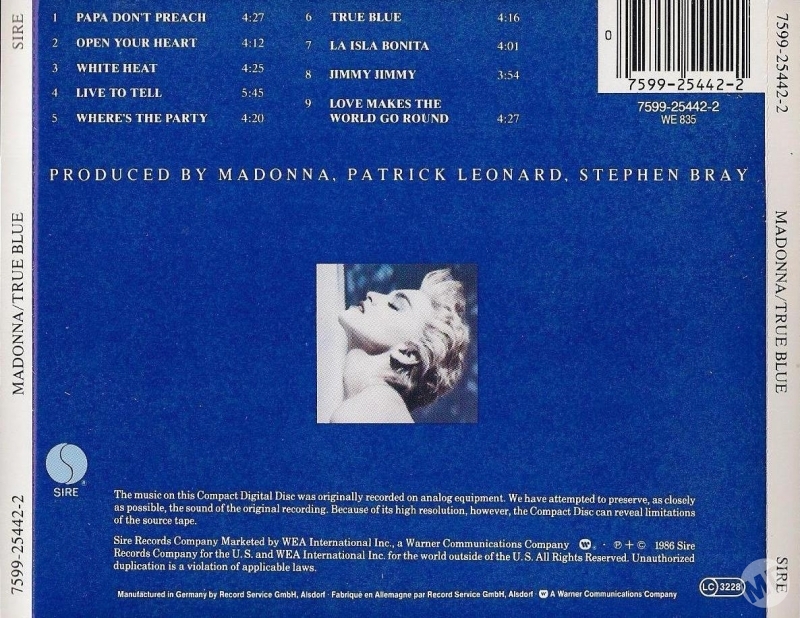 1 PAPA DON'T PREACH 4:27
2 OPEN YOUR HEART 4:12
3 WHITE HEAT 4:25
4 LIVE TO TELL 5:45
5 WHERE'S THE PARTY 4:20
6 TRUE BLUE 4:16
7 LA ISLA BONITA 4:01
8 JIMMY JIMMY 3:54
9 LOVE MAKES THE
WORLD GO ROUND 4:27
0
7599-25442-2
7599-25442-2
WE 835
PRODUCED BY MADONNA, PATRICK LEONARD, STEPHEN BRAY
SIRE
MADONNA/TRUE BLUE
7599-25442-2
7599-25442-2
MADONNA/TRUE BLUE
SIRE
S
SIRE ®
The music on this Compact Digital Disc was originally recorded on analog equipment. We have attempted to preserve, as closely
as possible, the sound of the original recording. Because of its high resolution, however, the Compact Disc can reveal limitations
of the source tape.
Sire Records Company Marketed by WEA International Inc., a Warner Communications Company W ® · ℗ + © 1986 Sire
Records Company for the U.S. and WEA International Inc. for the world outside of the U.S. All Rights Reserved. Unauthorized
duplication is a violation of applicable laws.
Manufactured in Germany by Record Service GmbH, Alsdorf · Fabriqué en Allemagne par Record Service GmbH, Alsdorf · W A Warner Communications Company
LC 3228
M